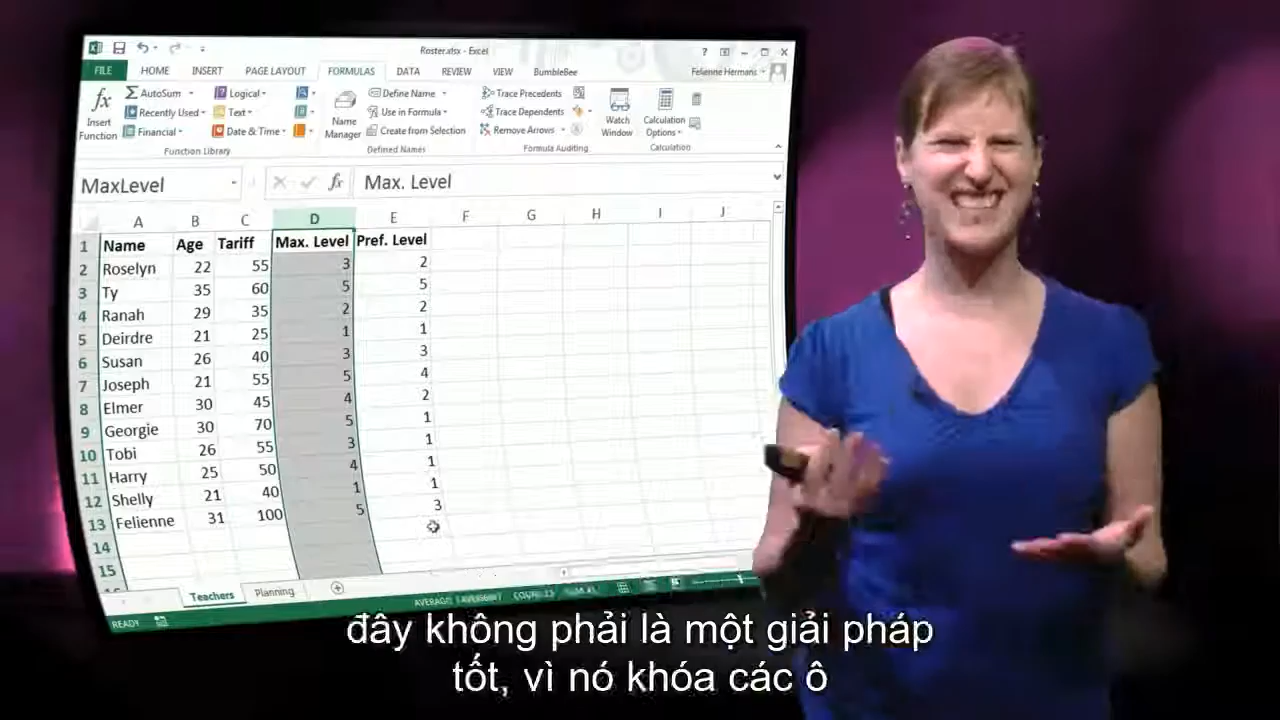 Roster.xlsx - Excel
FILE HOME INSERT PAGE LAYOUT FORMULAS DATA REVIEW VIEW BumbleBee Felienne Hermans
AutoSum Logical Define Name Trace Precedents
Recently Used Text Use in Formula Trace Dependents
Financial Date & Time Create from Selection Remove Arrows
Insert Function
Name Manager
Watch Window
Calculation Options
Function Library Defined Names Formula Auditing Calculation
MaxLevel fx Max. Level
A B C D E F G H I J
1 Name Age Tariff Max. Level Pref. Level
2 Roselyn 22 55 3 2
3 Ty 35 60 5 5
4 Ranah 29 35 2 2
5 Deirdre 21 25 1 1
6 Susan 26 40 3 3
7 Joseph 21 55 5 4
8 Elmer 30 45 4 2
9 Georgie 30 70 5 1
10 Tobi 26 55 3 1
11 Harry 25 50 4 1
12 Shelly 21 40 1 1
13 Felienne 31 100 5 3
14
15
Teachers Planning
READY
đây không phải là một giải pháp
tốt, vì nó khóa các ô